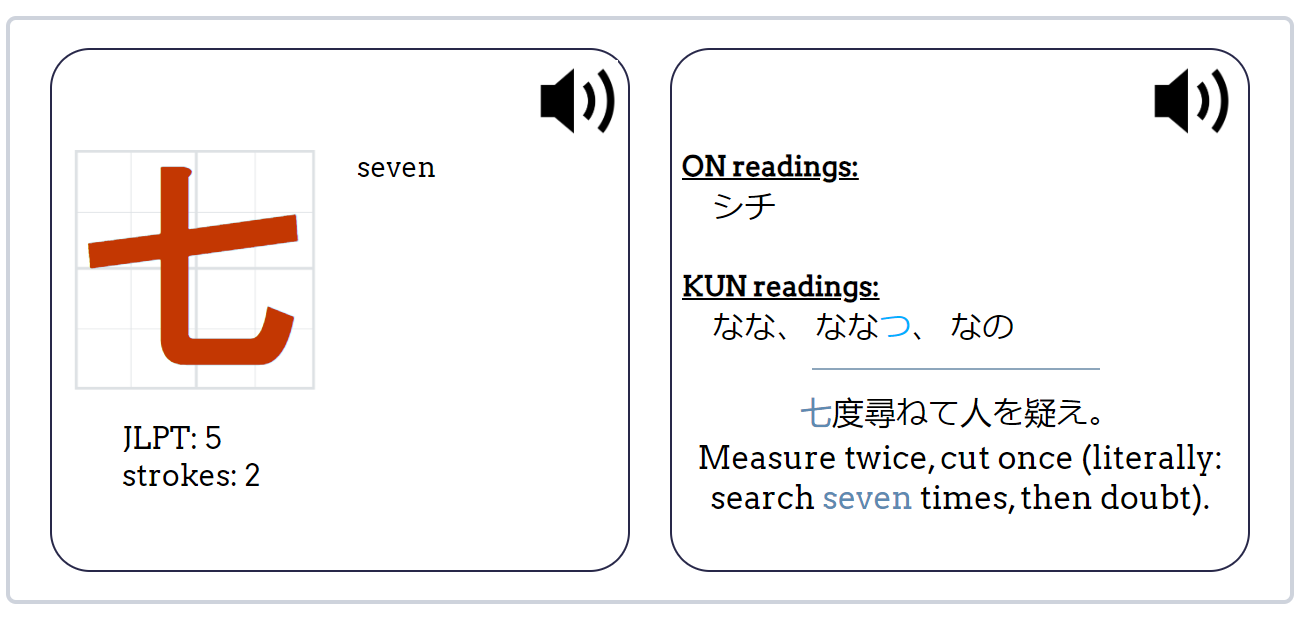 七
seven
JLPT: 5
strokes: 2
ON readings:
シチ
KUN readings:
なな、 ななつ、 なの
七度尋ねて人を疑え。
Measure twice, cut once (literally:
search seven times, then doubt).